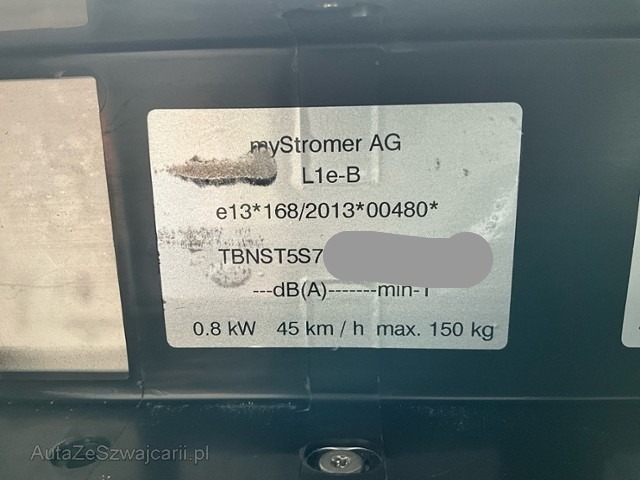 myStromer AG
L1e-B
e13*168/2013*00480*
TBNST5S7
---dB(A)-------min-1
0.8 kW 45 km / h max. 150 kg
AutaZeSzwajcarii.pl